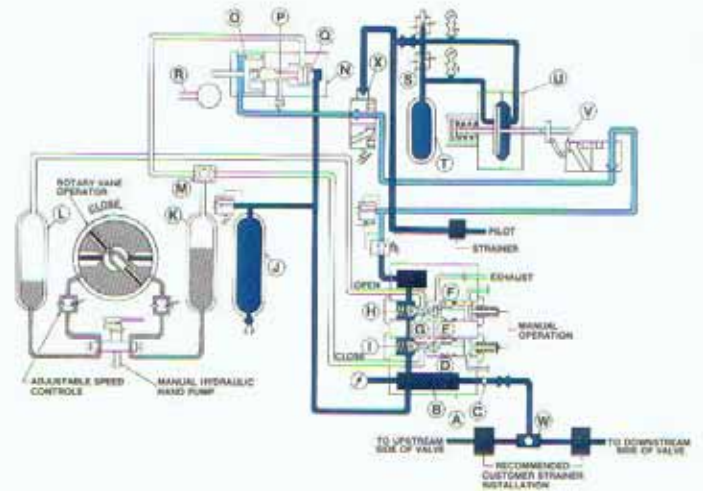 O
P
Q
N
R
X
S
U
V
T
M
ROTARY VANE
OPERATOR
CLOSE
L
K
J
PILOT
STRAINER
OPEN
EXHAUST
F
H
G
F
MANUAL
OPERATION
I
CLOSE
D
ADJUSTABLE SPEED
CONTROLS
MANUAL HYDRAULIC
HAND PUMP
B
A
C
W
TO UPSTREAM
SIDE OF VALVE
TO DOWNSTREAM
SIDE OF VALVE
RECOMMENDED
CUSTOMER STRAINER
INSTALLATION